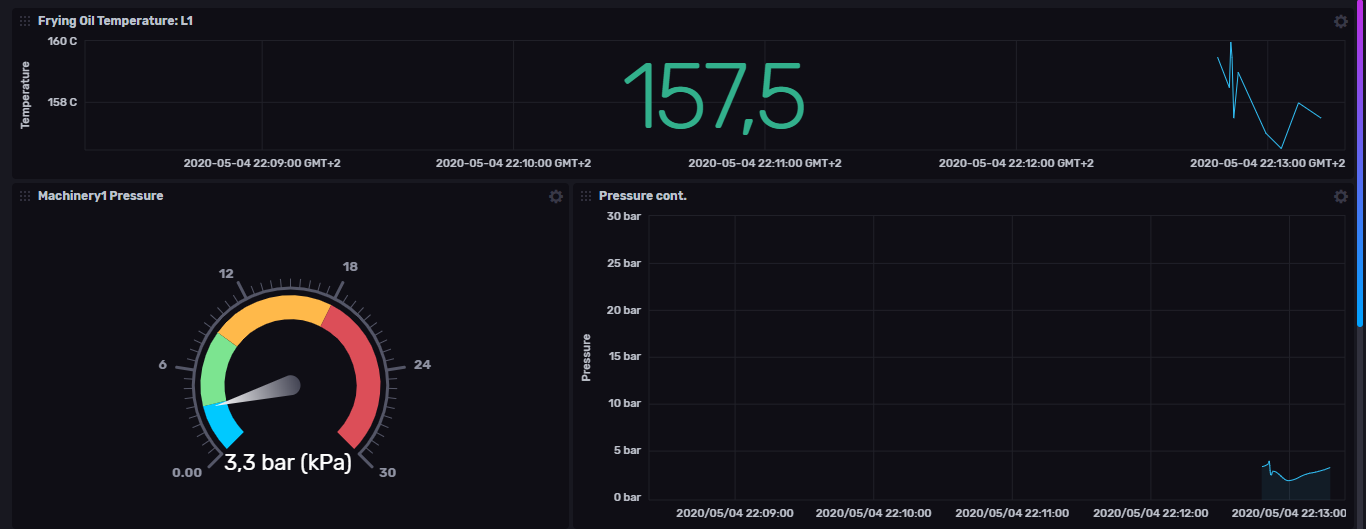 Frying Oil Temperature: L1
160 C
158 C
Temperature
157,5
2020-05-04 22:09:00 GMT+2 2020-05-04 22:10:00 GMT+2 2020-05-04 22:11:00 GMT+2 2020-05-04 22:12:00 GMT+2 2020-05-04 22:13:00 GMT+2
Machinery1 Pressure
12
18
6
24
0.00
30
3,3 bar (kPa)
Pressure cont.
30 bar
25 bar
20 bar
15 bar
10 bar
5 bar
0 bar
Pressure
2020/05/04 22:09:00 2020/05/04 22:10:00 2020/05/04 22:11:00 2020/05/04 22:12:00 2020/05/04 22:13:00